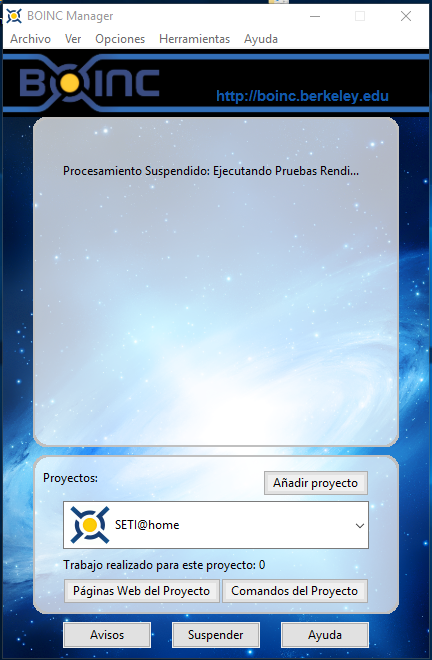 BOINC Manager
Archivo Ver Opciones Herramientas Ayuda
BOINC
http://boinc.berkeley.edu
Procesamiento Suspendido: Ejecutando Pruebas Rendi...
Proyectos:
Añadir proyecto
SETI@home
Trabajo realizado para este proyecto: 0
Páginas Web del Proyecto Comandos del Proyecto
Avisos Suspender Ayuda